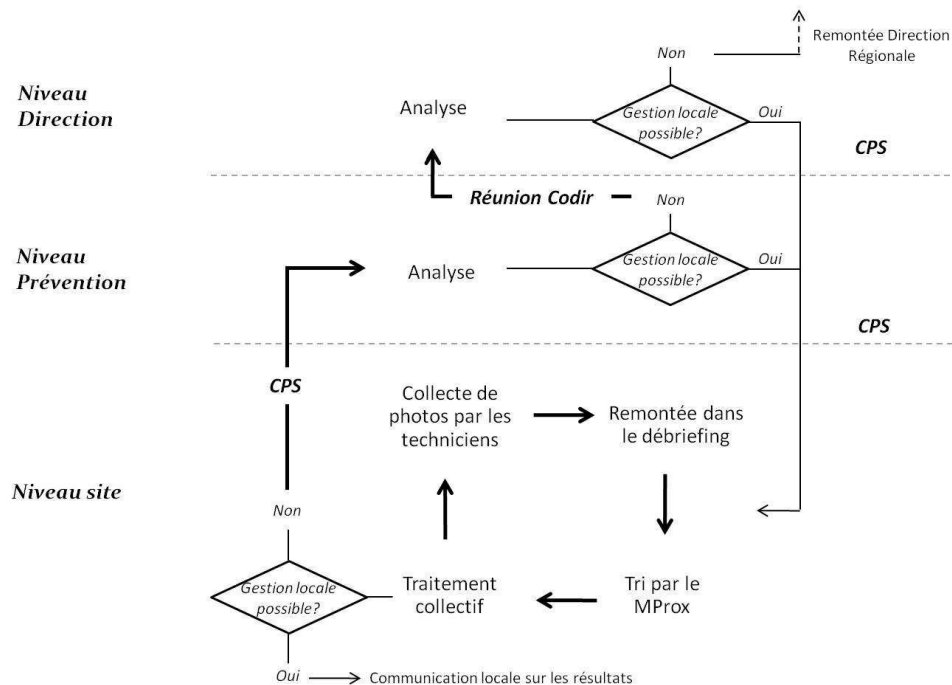 Remontée Direction
Régionale
Non
Niveau
Direction
Analyse
Gestion locale
possible?
Oui
CPS
Réunion Codir
Non
Niveau
Prévention
Analyse
Gestion locale
possible?
Oui
CPS
CPS
Collecte de
photos par les
techniciens
Remontée dans
le débriefing
Niveau site
Non
Gestion locale
possible?
Traitement
collectif
Tri par le
MProx
Oui
Communication locale sur les résultats